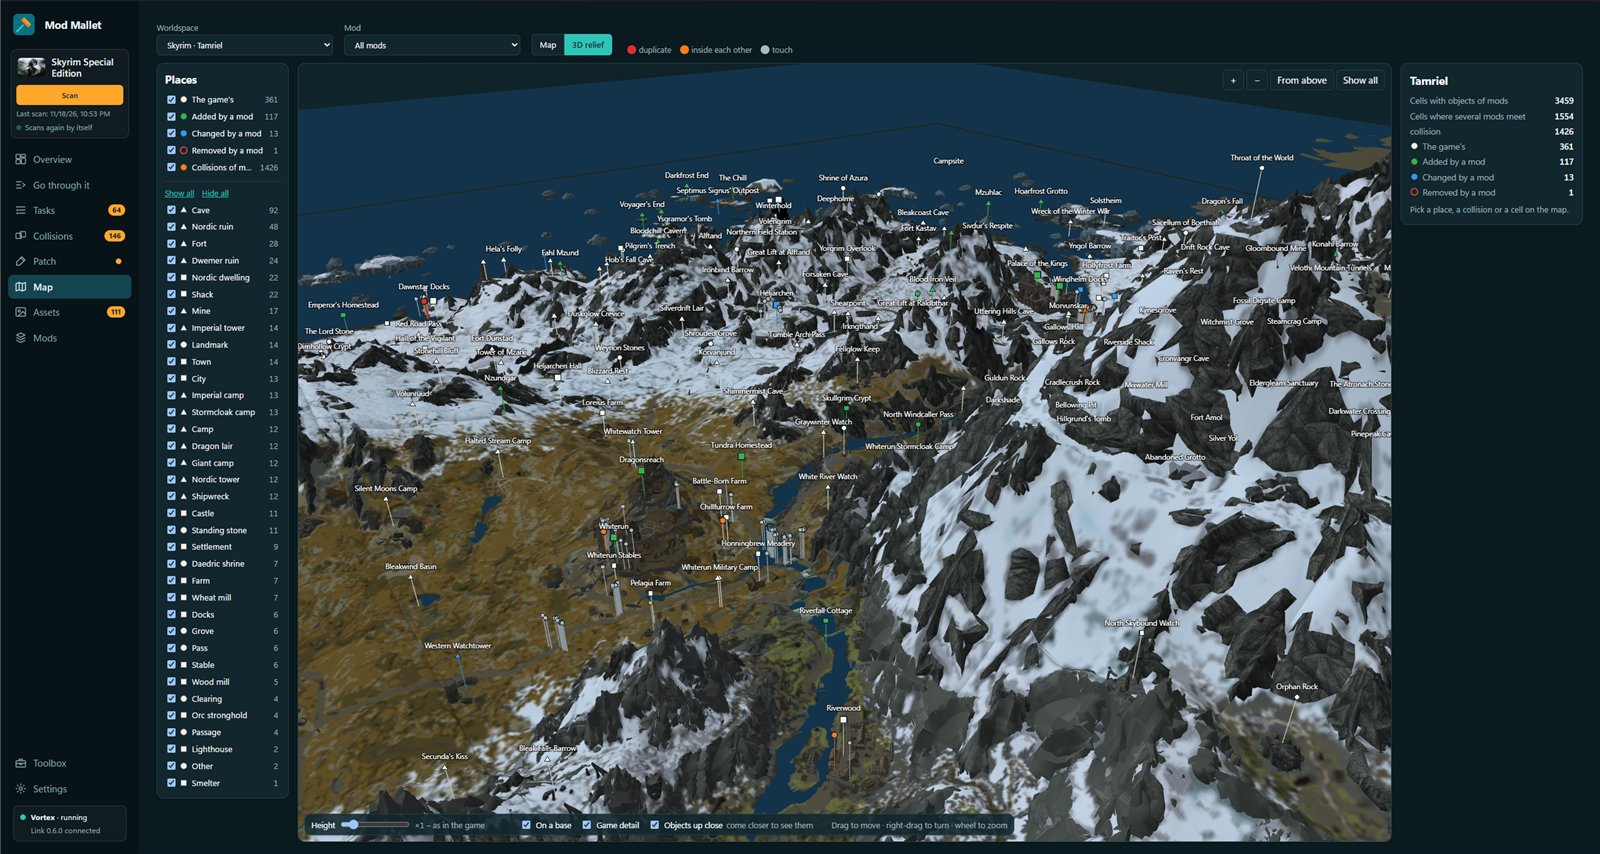 Mod Mallet
Skyrim Special Edition
Scan
Last scan: 11/18/26, 10:53 PM
Scans again by itself
Overview
Go through it
Tasks 64
Collisions 146
Patch
Map
Assets 111
Mods
Toolbox
Settings
Vortex · running
Link 0.6.0 connected
Worldspace
Skyrim · Tamriel
Mod
All mods
Map
3D relief
duplicate
inside each other
touch
Places
The game's 361
Added by a mod 117
Changed by a mod 13
Removed by a mod 1
Collisions of m... 1426
Show all Hide all
Cave 92
Nordic ruin 48
Fort 28
Dwemer ruin 24
Nordic dwelling 22
Shack 22
Mine 17
Imperial tower 14
Landmark 14
Town 14
City 13
Imperial camp 13
Stormcloak camp 13
Camp 12
Dragon lair 12
Giant camp 12
Nordic tower 12
Shipwreck 12
Castle 11
Standing stone 11
Settlement 9
Daedric shrine 7
Farm 7
Wheat mill 7
Docks 6
Grove 6
Pass 6
Stable 6
Wood mill 5
Clearing 4
Orc stronghold 4
Passage 4
Lighthouse 2
Other 2
Smelter 1
+
−
From above
Show all
Campsite
Throat of the World
Darkfrost End
The Chill
Shrine of Azura
Septimus Signus' Outpost
Deepholme
Mzuhlac
Hoarfrost Grotto
Solstheim
Dragon's Fall
Voyager's End
Winterhold
Bleakcoast Cave
Wreck of the Winter War
Ysgramor's Tomb
Volengrim
Fort Kastav
Sivdur's Respite
Sacellum of Boethiah
Bloodchill Cavern
Alftand
Northern Field Station
Traitor's Post
Hela's Folly
Fahl Mzund
Pilgrim's Trench
Great Lift at Alftand
Yorgrim Overlook
Yngol Barrow
Drift Rock Cave
Gloombound Mine
Konahl Barrow
Hob's Fall Cave
Ironbind Barrow
Forsaken Cave
Palace of the Kings
Hollyfrost Farm
Raven's Rest
Velothi Mountain Tunnels
Dawnstar Docks
Blood Iron Veil
Windhelm Docks
Emperor's Homestead
Silverdrift Lair
Heljarchen
Shearpoint
Great Lift at Raldbthar
Morvunskar
Fossil Lagsite Camp
Duskglow Crevice
Uttering Hills Cave
Kynesgrove
The Lord Stone
Red Road Pass
Irkngthand
Gallows Hall
Witchmist Grove
Steamcrag Camp
Dimhollow Crypt
Hall of the Vigilant
Fort Dunstad
Shrouded Grove
Tumble Arch Pass
Gallows Rock
Riverside Shack
Stonehill Bluff
Tower of Mzark
Weynon Stones
Korvanjund
Fellglow Keep
Cronvangr Cave
Heljarchen Hall
Blizzard Rest
Nzundgar
Guldun Rock
Cradlecrush Rock
Mixwater Mill
Eldergleam Sanctuary
The Atronach Stone
Volunruud
Shimmermist Cave
Skullgrim Crypt
Darkshade
Loreius Farm
Bellowing Pit
Darkwater Crossing
North Windcaller Pass
Hillgrund's Tomb
Fort Amol
Graywinter Watch
Whitewatch Tower
Silver Yol
Pinepeak Ca
Halted Stream Camp
Tundra Homestead
Whiterun Stormcloak Camp
Abandoned Grotto
Dragonsreach
White River Watch
Battle-Born Farm
Silent Moons Camp
Chillfurrow Farm
Whiterun
Honningbrew Meadery
Whiterun Stables
Bleakwind Basin
Whiterun Military Camp
Pelagia Farm
Riverfall Cottage
North Skybound Watch
Western Watchtower
Orphan Rock
Riverwood
Bleak Falls Barrow
Secunda's Kiss
Height
×1 – as in the game
On a base
Game detail
Objects up close come closer to see them
Drag to move · right-drag to turn · wheel to zoom
Tamriel
Cells with objects of mods 3459
Cells where several mods meet 1554
collision 1426
The game's 361
Added by a mod 117
Changed by a mod 13
Removed by a mod 1
Pick a place, a collision or a cell on the map.